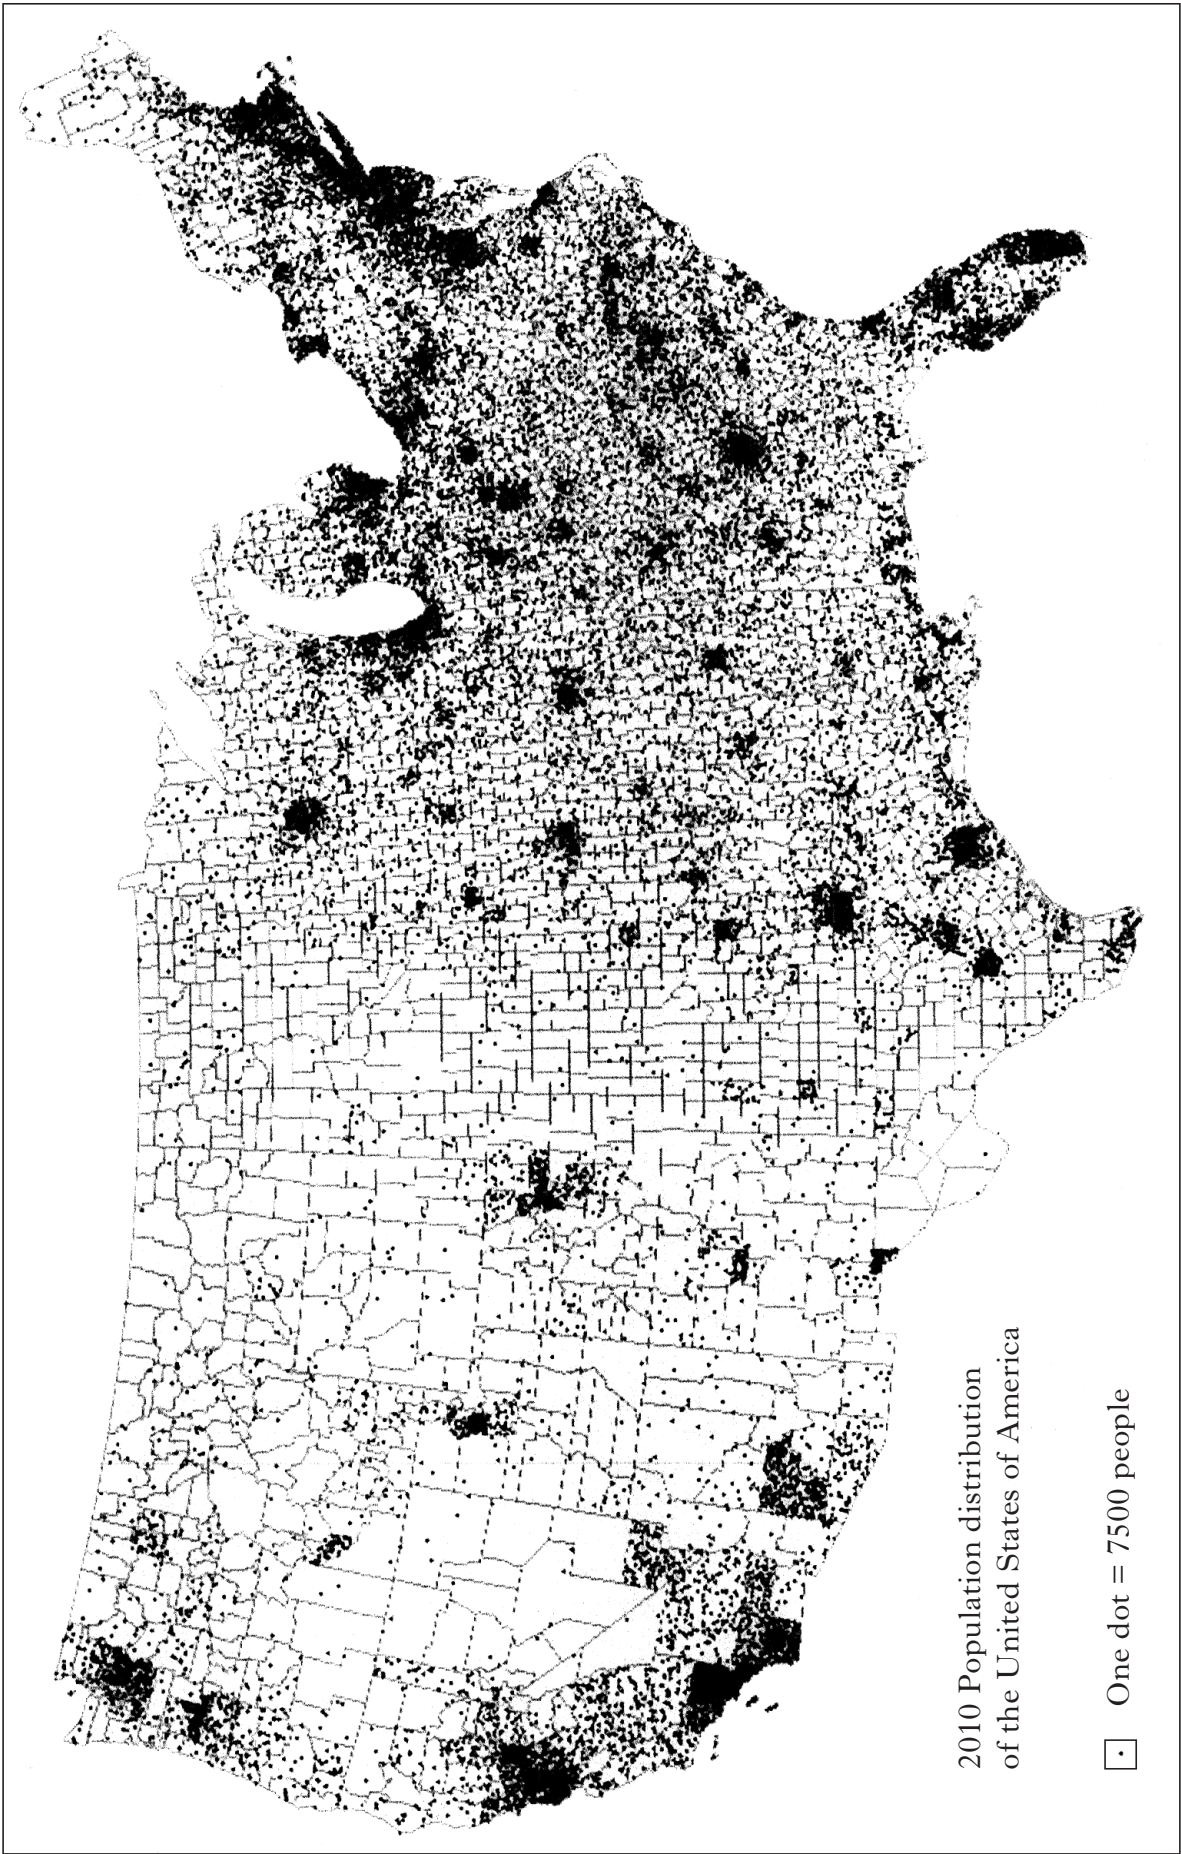 2010 Population distribution
of the United States of America
One dot = 7500 people